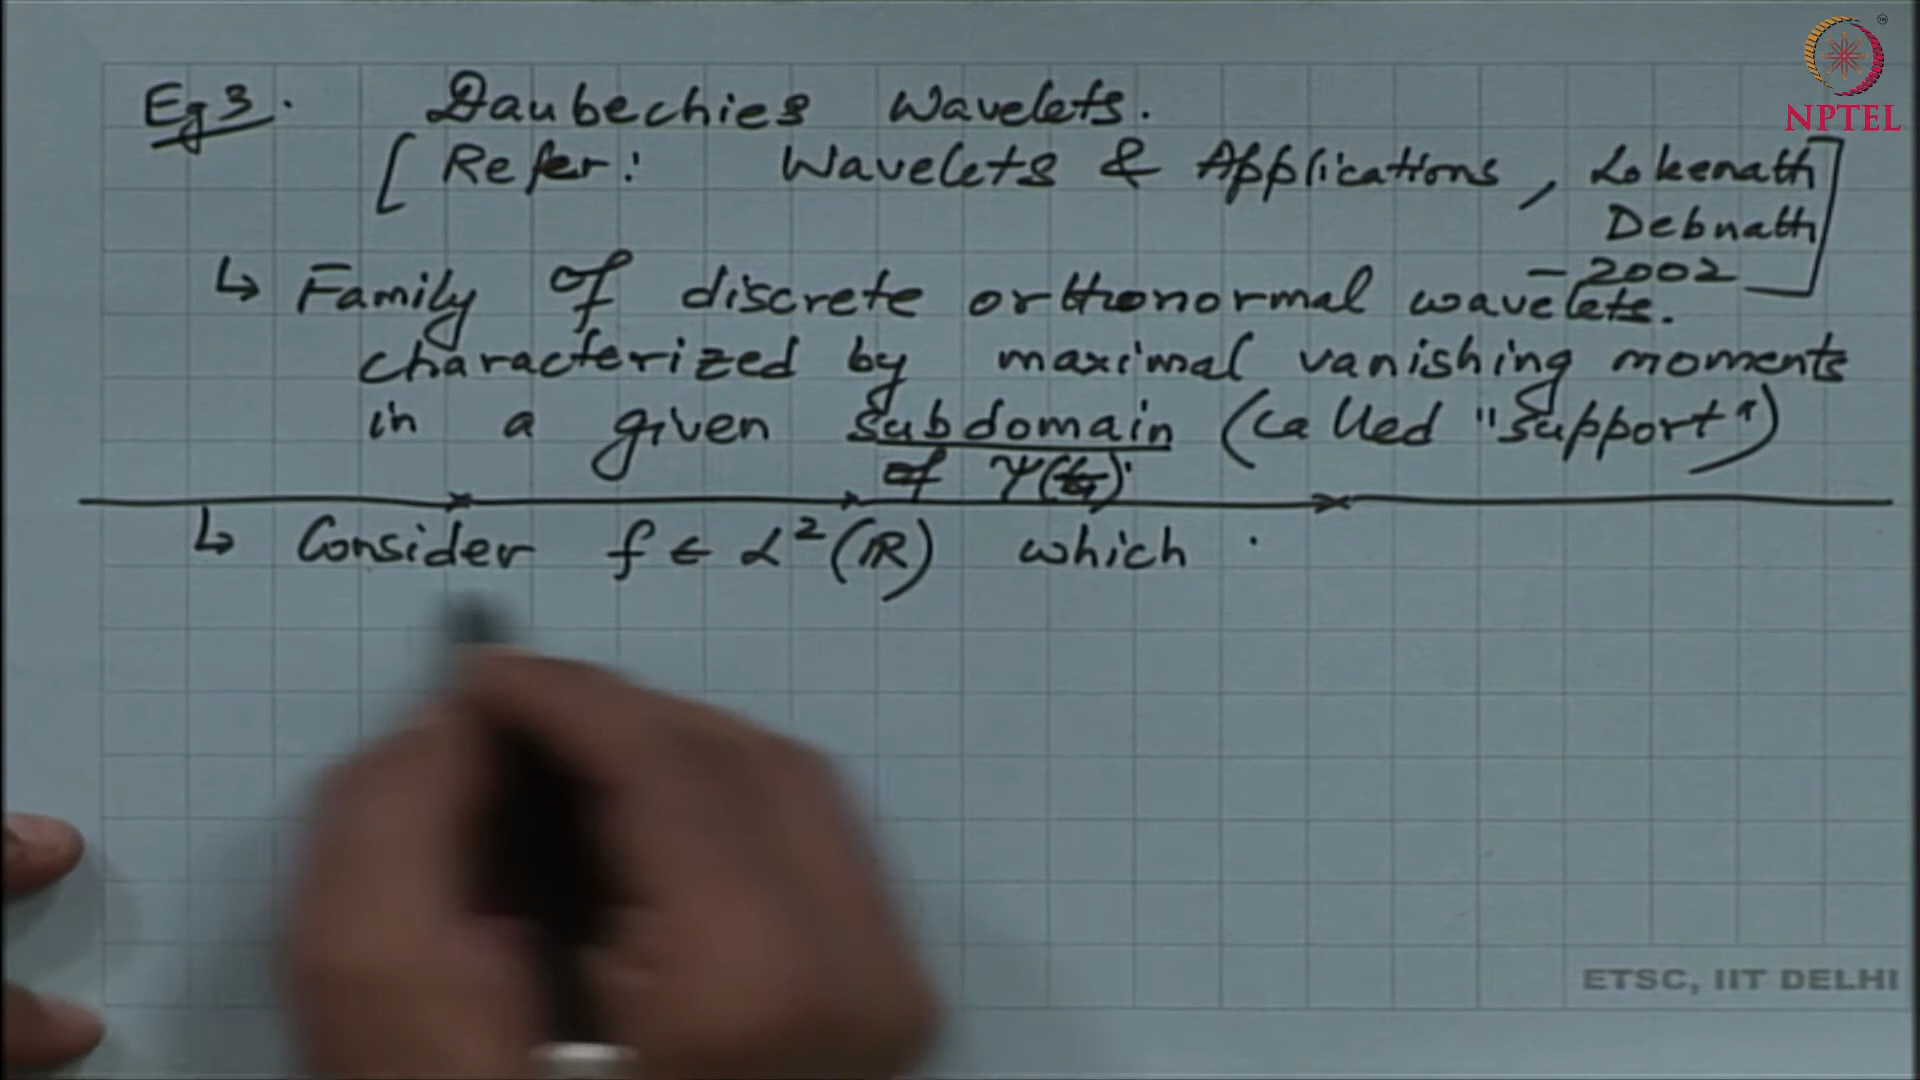 Eg 3. Daubechies Wavelets.
[Refer: Wavelets & Applications, Lokenath
Debnath
- 2002]
↳ Family of discrete orthonormal wavelets.
characterized by maximal vanishing moments
in a given subdomain (called "support")
of ψ(t).
↳ Consider f ∈ L²(ℝ) which
NPTEL
ETSC, IIT DELHI